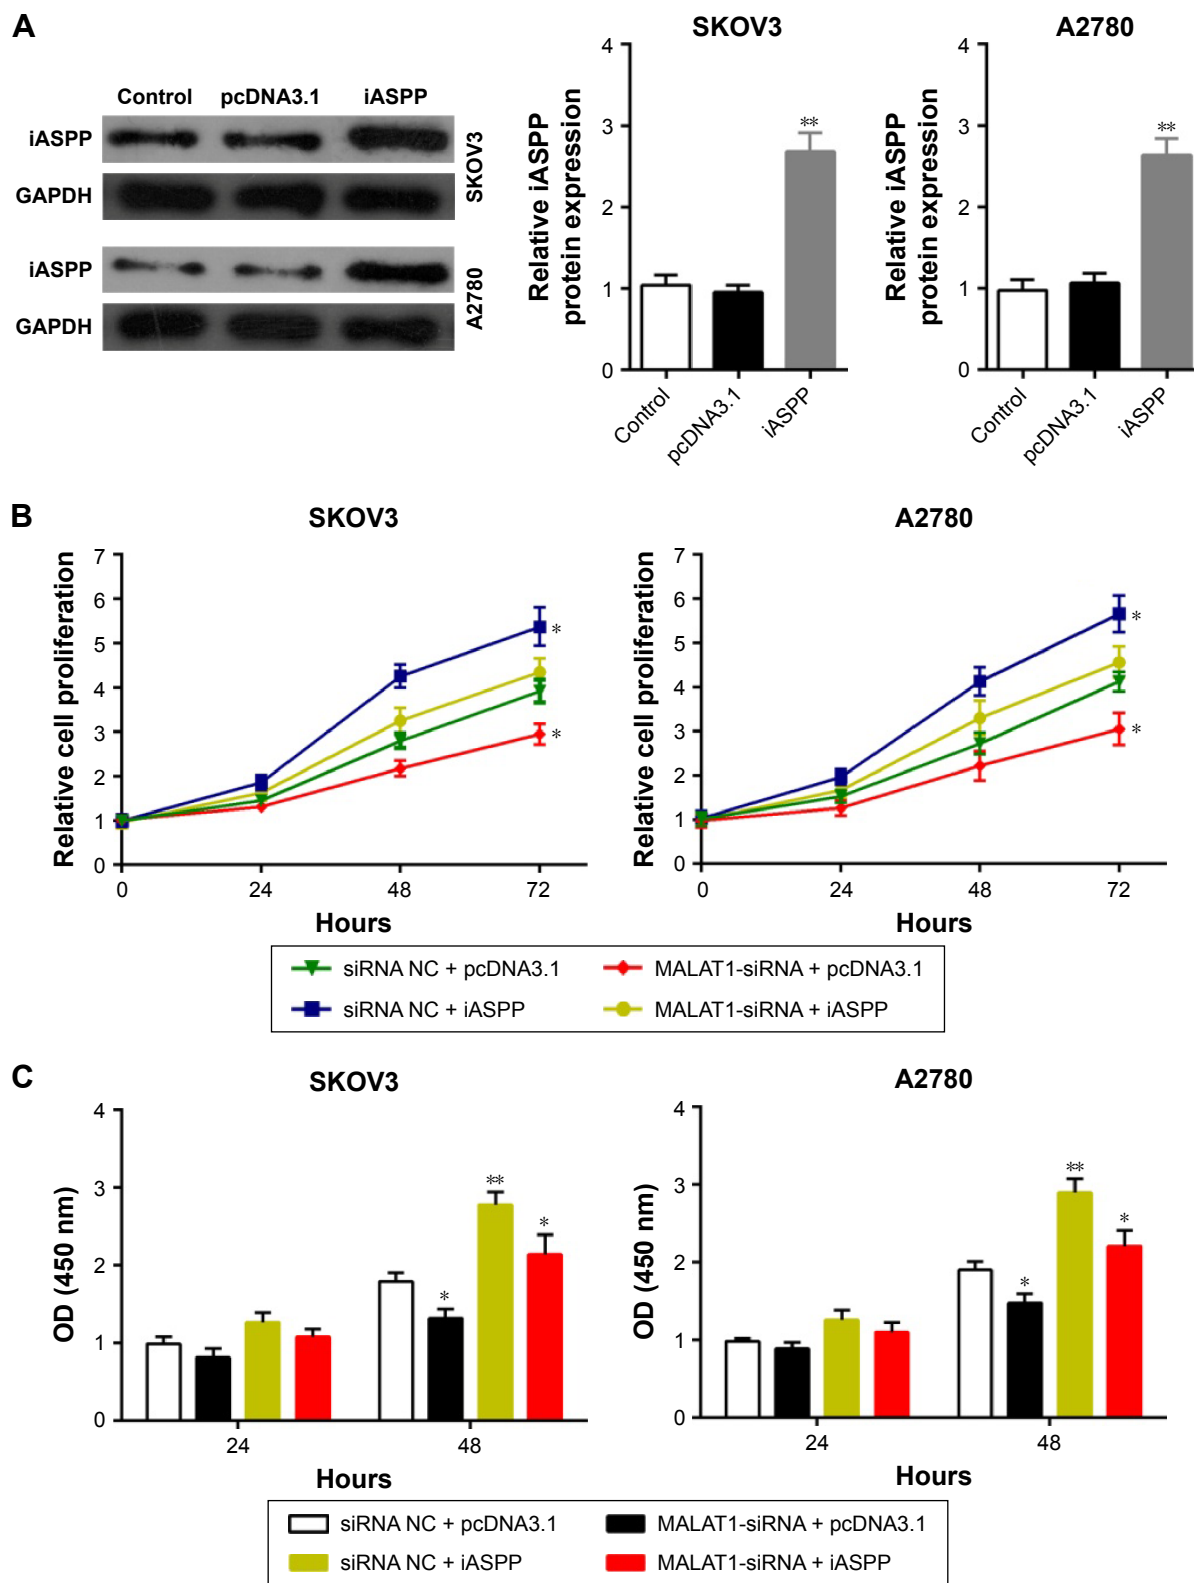 A
Control pcDNA3.1 iASPP
iASPP
GAPDH
SKOV3
iASPP
GAPDH
A2780
SKOV3
Relative iASPP
protein expression
4
3
2
1
0
**
Control
pcDNA3.1
iASPP
A2780
Relative iASPP
protein expression
4
3
2
1
0
**
Control
pcDNA3.1
iASPP
B
SKOV3
Relative cell proliferation
7
6
5
4
3
2
1
0
*
*
0 24 48 72
Hours
A2780
Relative cell proliferation
7
6
5
4
3
2
1
0
*
*
0 24 48 72
Hours
siRNA NC + pcDNA3.1 MALAT1-siRNA + pcDNA3.1
siRNA NC + iASPP MALAT1-siRNA + iASPP
C
SKOV3
OD (450 nm)
4
3
2
1
0
*
**
*
24 48
Hours
A2780
OD (450 nm)
4
3
2
1
0
*
**
*
24 48
Hours
siRNA NC + pcDNA3.1 MALAT1-siRNA + pcDNA3.1
siRNA NC + iASPP MALAT1-siRNA + iASPP